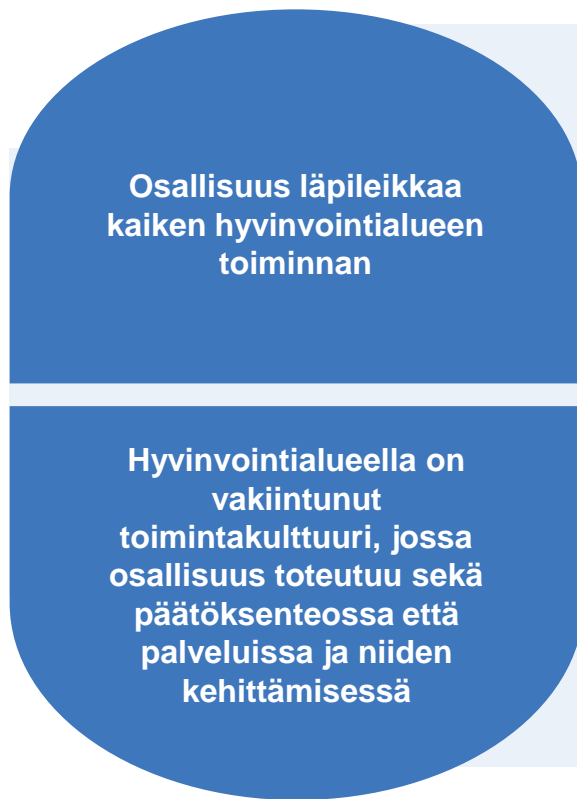 Osallisuus läpileikkaa
kaiken hyvinvointialueen
toiminnan
Hyvinvointialueella on
vakiintunut
toimintakulttuuri, jossa
osallisuus toteutuu sekä
päätöksenteossa että
palveluissa ja niiden
kehittämisessä